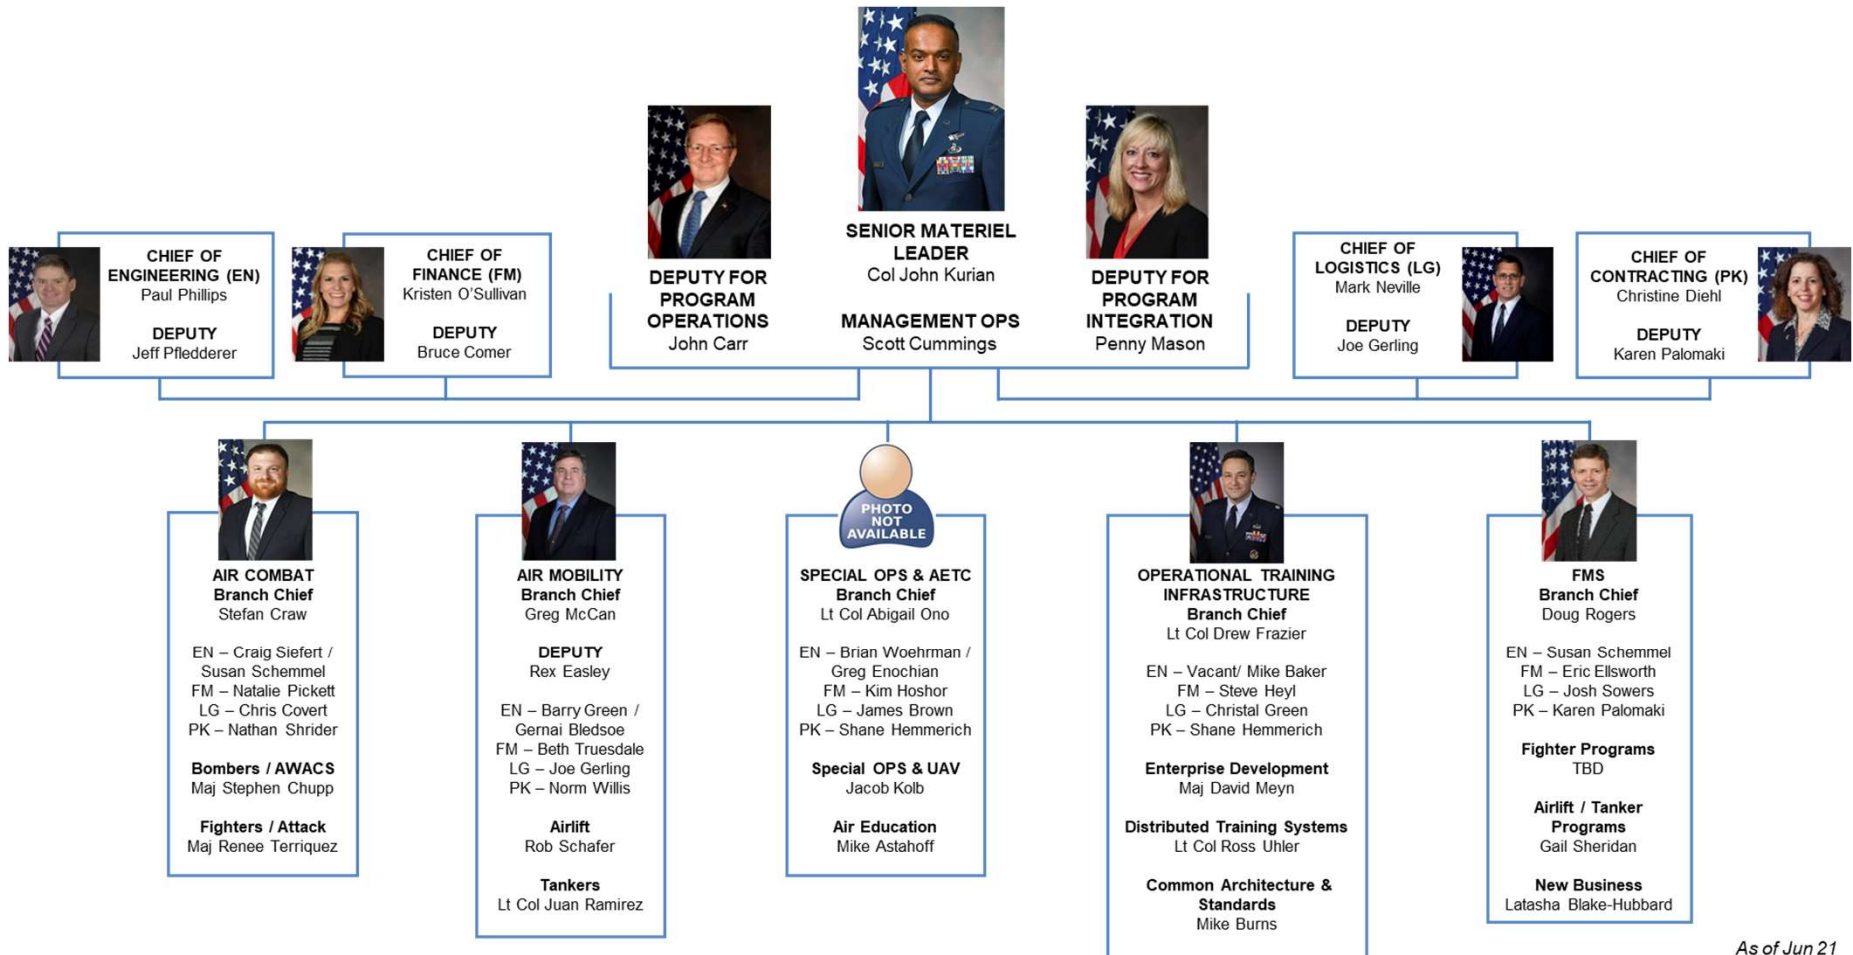 SENIOR MATERIEL
LEADER
Col John Kurian
MANAGEMENT OPS
Scott Cummings
DEPUTY FOR
PROGRAM
OPERATIONS
John Carr
DEPUTY FOR
PROGRAM
INTEGRATION
Penny Mason
CHIEF OF
ENGINEERING (EN)
Paul Phillips
DEPUTY
Jeff Pfledderer
CHIEF OF
FINANCE (FM)
Kristen O'Sullivan
DEPUTY
Bruce Comer
CHIEF OF
LOGISTICS (LG)
Mark Neville
DEPUTY
Joe Gerling
CHIEF OF
CONTRACTING (PK)
Christine Diehl
DEPUTY
Karen Palomaki
AIR COMBAT
Branch Chief
Stefan Craw
EN – Craig Siefert /
Susan Schemmel
FM – Natalie Pickett
LG – Chris Covert
PK – Nathan Shrider
Bombers / AWACS
Maj Stephen Chupp
Fighters / Attack
Maj Renee Terriquez
AIR MOBILITY
Branch Chief
Greg McCan
DEPUTY
Rex Easley
EN – Barry Green /
Gernai Bledsoe
FM – Beth Truesdale
LG – Joe Gerling
PK – Norm Willis
Airlift
Rob Schafer
Tankers
Lt Col Juan Ramirez
PHOTO
NOT
AVAILABLE
SPECIAL OPS & AETC
Branch Chief
Lt Col Abigail Ono
EN – Brian Woehrman /
Greg Enochian
FM – Kim Hoshor
LG – James Brown
PK – Shane Hemmerich
Special OPS & UAV
Jacob Kolb
Air Education
Mike Astahoff
OPERATIONAL TRAINING
INFRASTRUCTURE
Branch Chief
Lt Col Drew Frazier
EN – Vacant/ Mike Baker
FM – Steve Heyl
LG – Christal Green
PK – Shane Hemmerich
Enterprise Development
Maj David Meyn
Distributed Training Systems
Lt Col Ross Uhler
Common Architecture &
Standards
Mike Burns
FMS
Branch Chief
Doug Rogers
EN – Susan Schemmel
FM – Eric Ellsworth
LG – Josh Sowers
PK – Karen Palomaki
Fighter Programs
TBD
Airlift / Tanker
Programs
Gail Sheridan
New Business
Latasha Blake-Hubbard
As of Jun 21